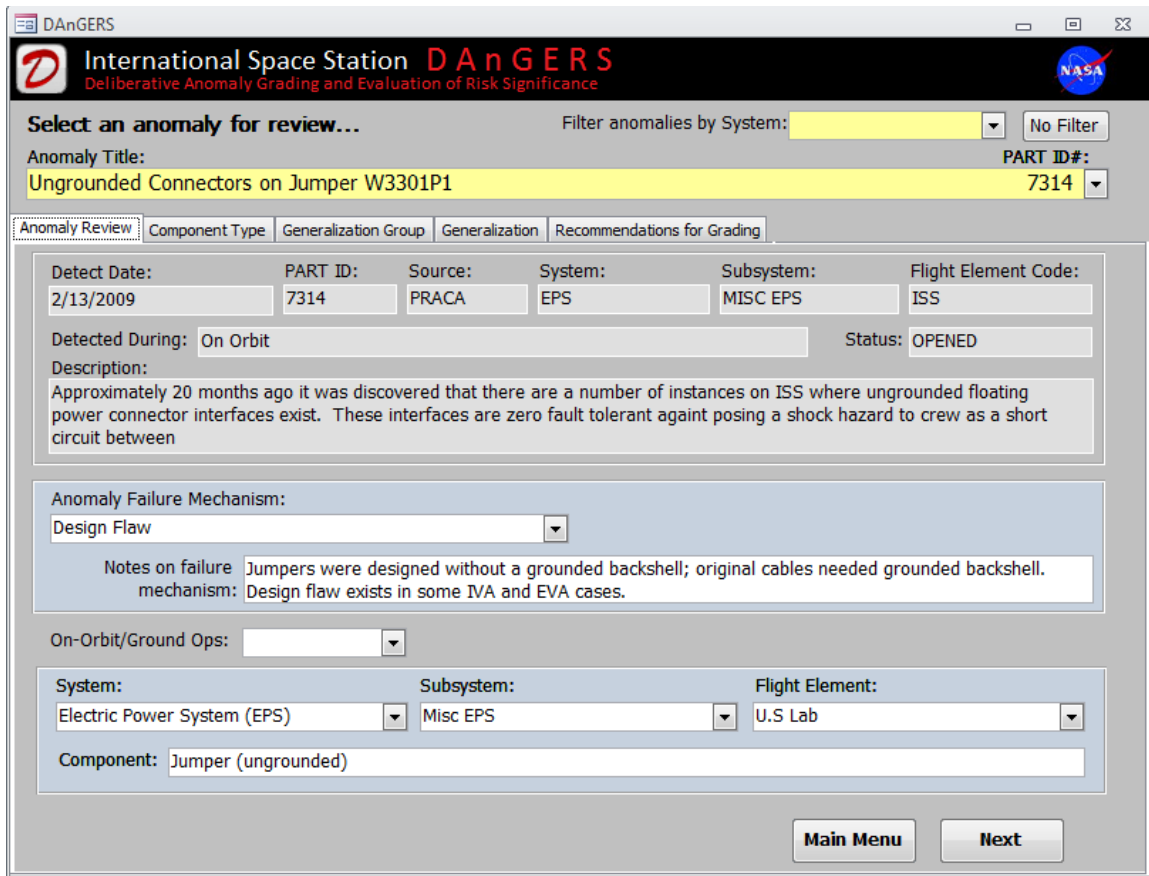 DAnGERS
International Space Station D A n G E R S
Deliberative Anomaly Grading and Evaluation of Risk Significance
NASA
Select an anomaly for review...
Filter anomalies by System:
No Filter
Anomaly Title:
PART ID#:
Ungrounded Connectors on Jumper W3301P1
7314
Anomaly Review
Component Type
Generalization Group
Generalization
Recommendations for Grading
Detect Date:
PART ID:
Source:
System:
Subsystem:
Flight Element Code:
2/13/2009
7314
PRACA
EPS
MISC EPS
ISS
Detected During: On Orbit
Status: OPENED
Description:
Approximately 20 months ago it was discovered that there are a number of instances on ISS where ungrounded floating
power connector interfaces exist.  These interfaces are zero fault tolerant againt posing a shock hazard to crew as a short
circuit between
Anomaly Failure Mechanism:
Design Flaw
Notes on failure
mechanism:
Jumpers were designed without a grounded backshell; original cables needed grounded backshell.
Design flaw exists in some IVA and EVA cases.
On-Orbit/Ground Ops:
System:
Subsystem:
Flight Element:
Electric Power System (EPS)
Misc EPS
U.S Lab
Component: Jumper (ungrounded)
Main Menu
Next